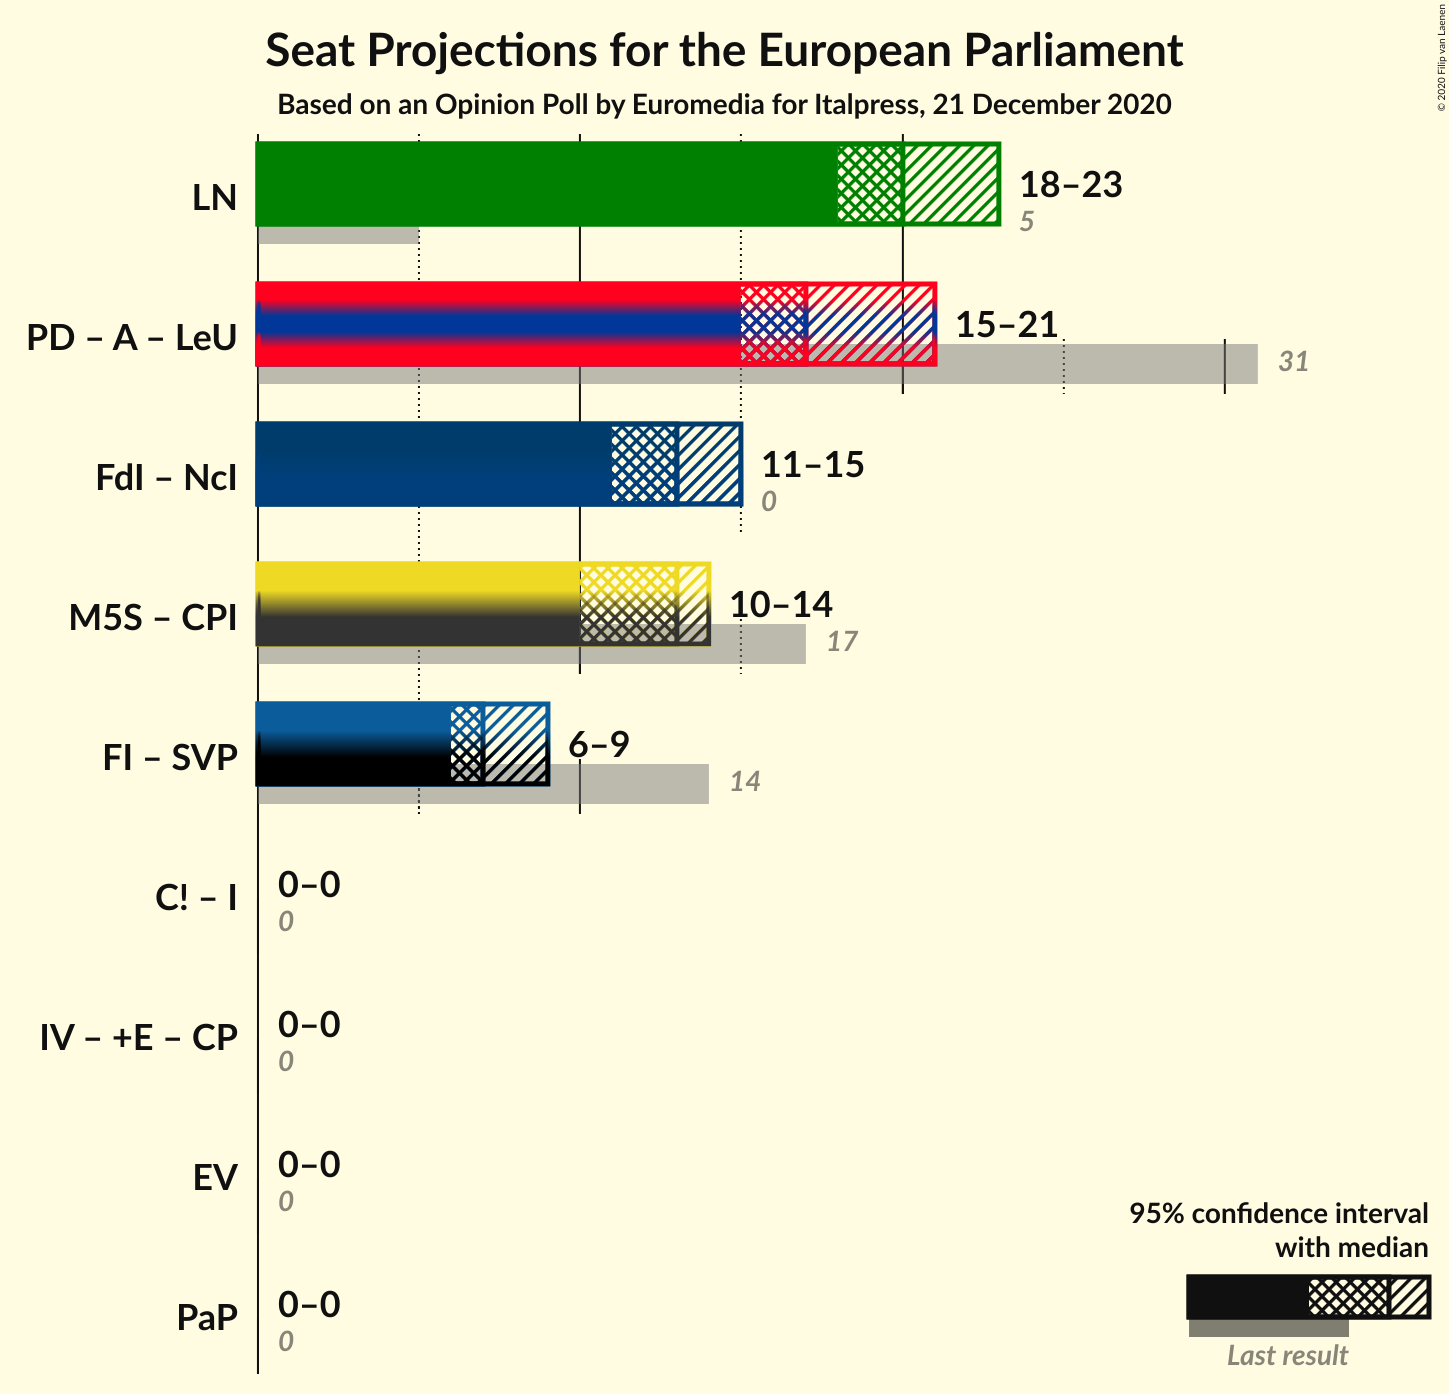 Seat Projections for the European Parliament
Based on an Opinion Poll by Euromedia for Italpress, 21 December 2020
© 2020 Filip van Laenen
LN
18–23
5
PD – A – LeU
15–21
31
FdI – NcI
11–15
0
M5S – CPI
10–14
17
FI – SVP
6–9
14
C! – I
0–0
0
IV – +E – CP
0–0
0
EV
0–0
0
PaP
0–0
0
95% confidence interval
with median
Last result